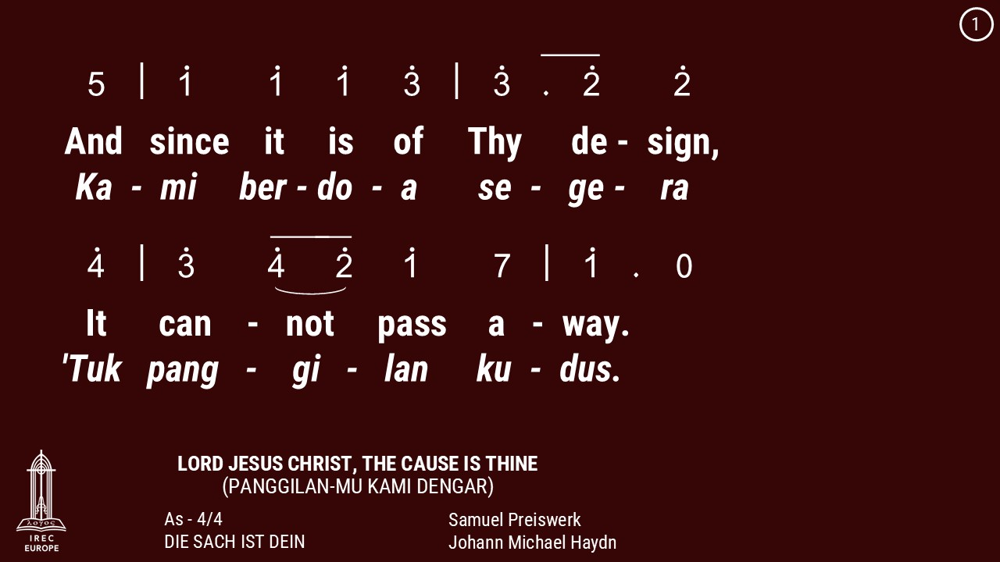 1
5 | 1̇ 1̇ 1̇ 3̇ | 3̇ . 2̇ 2̇
And since it is of Thy de - sign,
Ka - mi ber - do - a se - ge - ra
4̇ | 3̇ 4̇ 2̇ 1̇ 7 | 1̇ . 0
It can - not pass a - way.
'Tuk pang - gi - lan ku - dus.
LORD JESUS CHRIST, THE CAUSE IS THINE
(PANGGILAN-MU KAMI DENGAR)
As - 4/4
Samuel Preiswerk
DIE SACH IST DEIN
Johann Michael Haydn
λογος
IREC
EUROPE